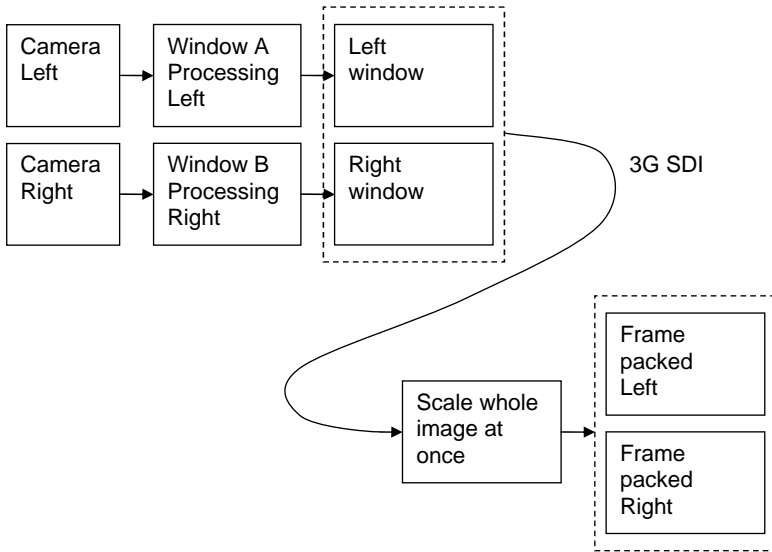 Camera
Left
Window A
Processing
Left
Left
window
Camera
Right
Window B
Processing
Right
Right
window
3G SDI
Scale whole
image at
once
Frame
packed
Left
Frame
packed
Right